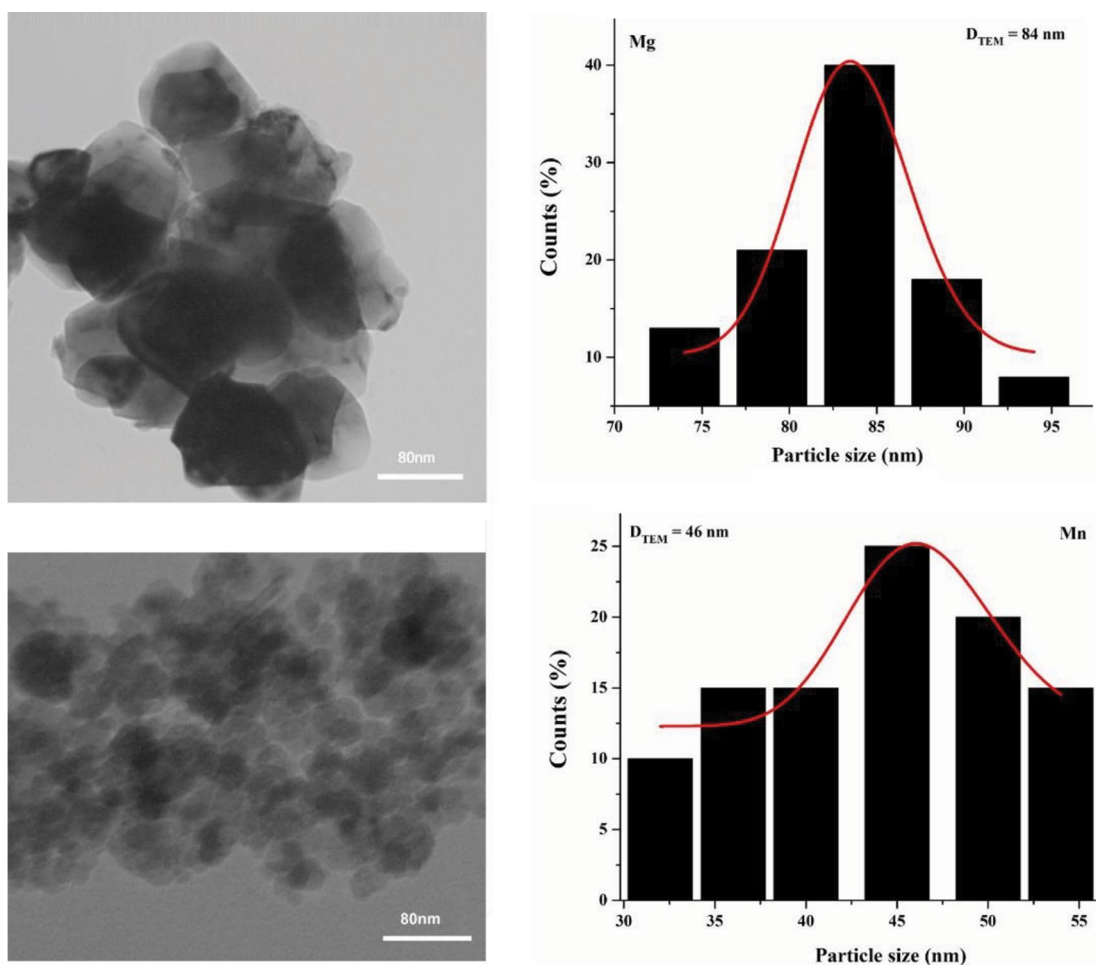 80nm
Mg
D_TEM = 84 nm
40
30
20
10
Counts (%)
70 75 80 85 90 95
Particle size (nm)
80nm
D_TEM = 46 nm
Mn
25
20
15
10
5
0
Counts (%)
30 35 40 45 50 55
Particle size (nm)